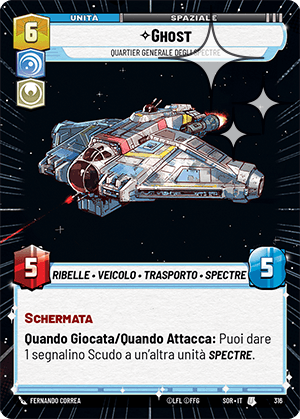 UNITÀ
SPAZIALE
6
✧GHOST
QUARTIER GENERALE DEGLI SPECTRE
5
RIBELLE • VEICOLO • TRASPORTO • SPECTRE
5
SCHERMATA
Quando Giocata/Quando Attacca: Puoi dare
1 segnalino Scudo a un'altra unità SPECTRE.
FERNANDO CORREA
©LFL ©FFG
SOR • IT
316